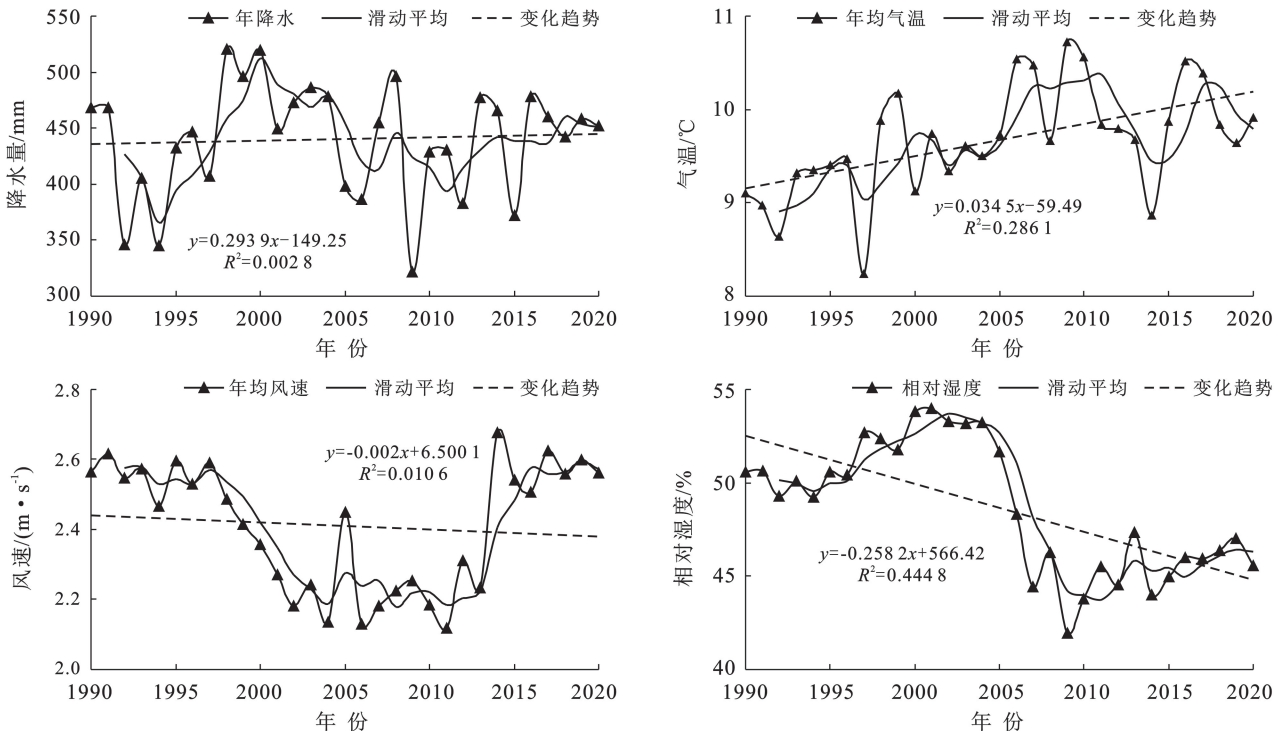 年降水 滑动平均 变化趋势
550
500
450
400
350
300
降水量/mm
y=0.293 9x−149.25
R²=0.002 8
1990 1995 2000 2005 2010 2015 2020
年 份
年均气温 滑动平均 变化趋势
11
10
9
8
气温/℃
y=0.034 5x−59.49
R²=0.286 1
1990 1995 2000 2005 2010 2015 2020
年 份
年均风速 滑动平均 变化趋势
2.8
2.6
2.4
2.2
2.0
风速/(m·s⁻¹)
y=-0.002x+6.500 1
R²=0.010 6
1990 1995 2000 2005 2010 2015 2020
年 份
相对湿度 滑动平均 变化趋势
55
50
45
40
相对湿度/%
y=-0.258 2x+566.42
R²=0.444 8
1990 1995 2000 2005 2010 2015 2020
年 份